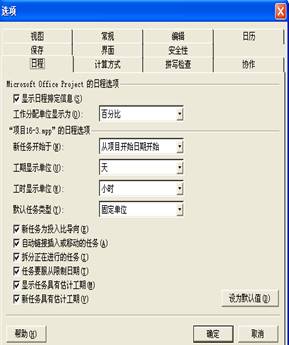 选项
视图 常规 编辑 日历
保存 界面 安全性
日程 计算方式 拼写检查 协作
Microsoft Office Project 的日程选项
显示日程排定信息(S)
工作分配单位显示为(O): 百分比
“项目16-3.mpp”的日程选项
新任务开始于(N): 从项目开始日期开始
工期显示单位(U): 天
工时显示单位(W): 小时
默认任务类型(T): 固定单位
新任务为投入比导向(E)
自动链接插入或移动的任务(A)
拆分正在进行的任务(I)
任务要服从限制日期(T)
显示任务具有估计工期(M)
新任务具有估计工期(Y)
设为默认值(D)
帮助(H) 确定 取消